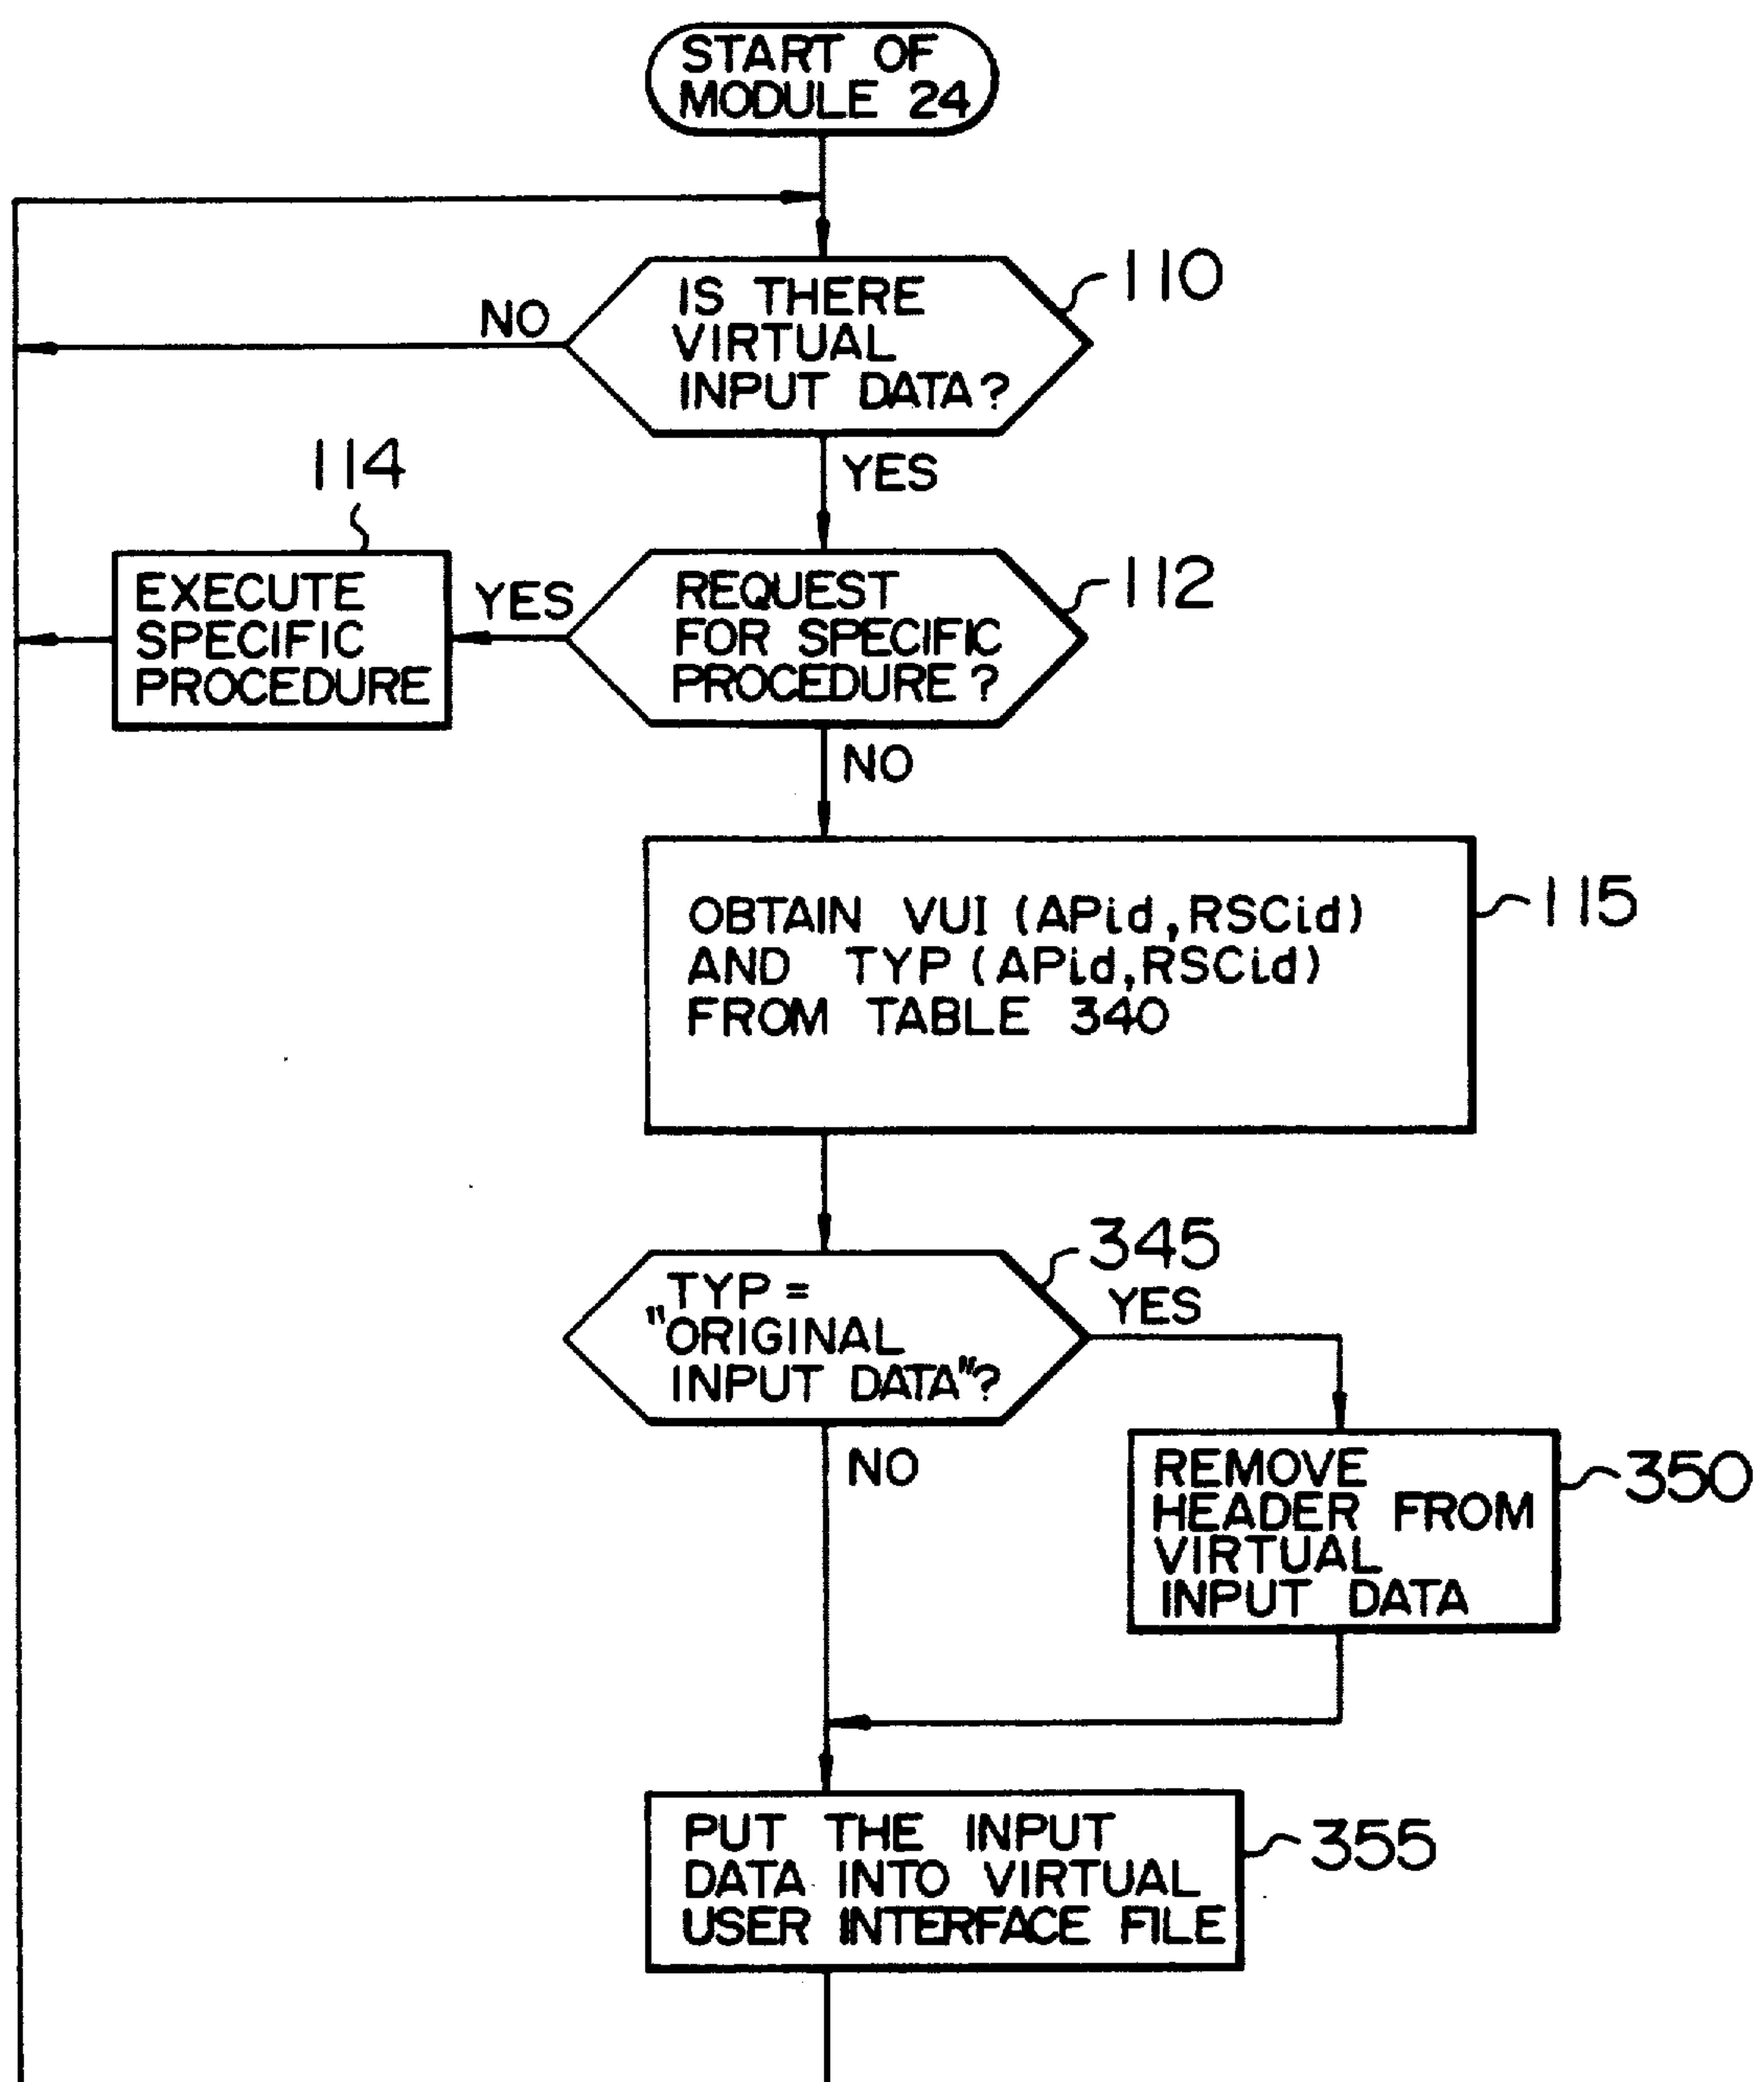 START OF
MODULE 24
110
IS THERE
VIRTUAL
INPUT DATA?
NO
YES
114
EXECUTE
SPECIFIC
PROCEDURE
YES
112
REQUEST
FOR SPECIFIC
PROCEDURE?
NO
115
OBTAIN VUI (APid,RSCid)
AND TYP (APid,RSCid)
FROM TABLE 340
345
TYP =
"ORIGINAL
INPUT DATA"?
YES
NO
350
REMOVE
HEADER FROM
VIRTUAL
INPUT DATA
355
PUT THE INPUT
DATA INTO VIRTUAL
USER INTERFACE FILE